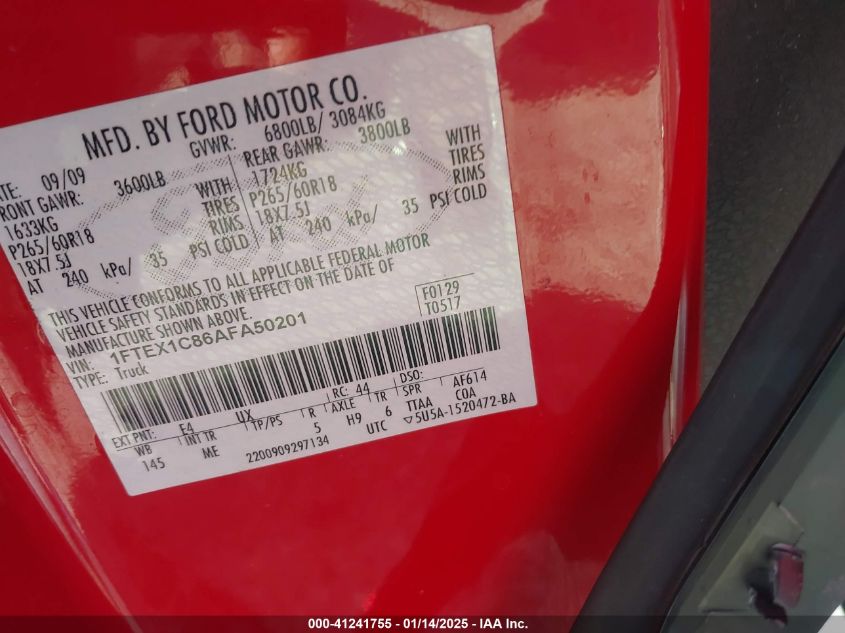 MFD. BY FORD MOTOR CO.
ATE: 09/09 GVWR: 6800LB/ 3084KG
FRONT GAWR: 3600LB REAR GAWR: 3800LB
1633KG WITH 1724KG WITH
P265/60R18 TIRES P265/60R18 TIRES
18X7.5J RIMS 18X7.5J RIMS
AT 240 kPa/ 35 PSI COLD AT 240 kPa/ 35 PSI COLD
THIS VEHICLE CONFORMS TO ALL APPLICABLE FEDERAL MOTOR
VEHICLE SAFETY STANDARDS IN EFFECT ON THE DATE OF
MANUFACTURE SHOWN ABOVE.
F0129
T0517
VIN: 1FTEX1C86AFA50201
TYPE: Truck
EXT PNT: E4 UX RC: 44 DSO: AF614
WB INT TR TP/PS R AXLE TR SPR COA
145 ME 5 H9 6 TTAA
2200909297134 UTC ▽5U5A-1520472-BA
000-41241755 - 01/14/2025 - IAA Inc.